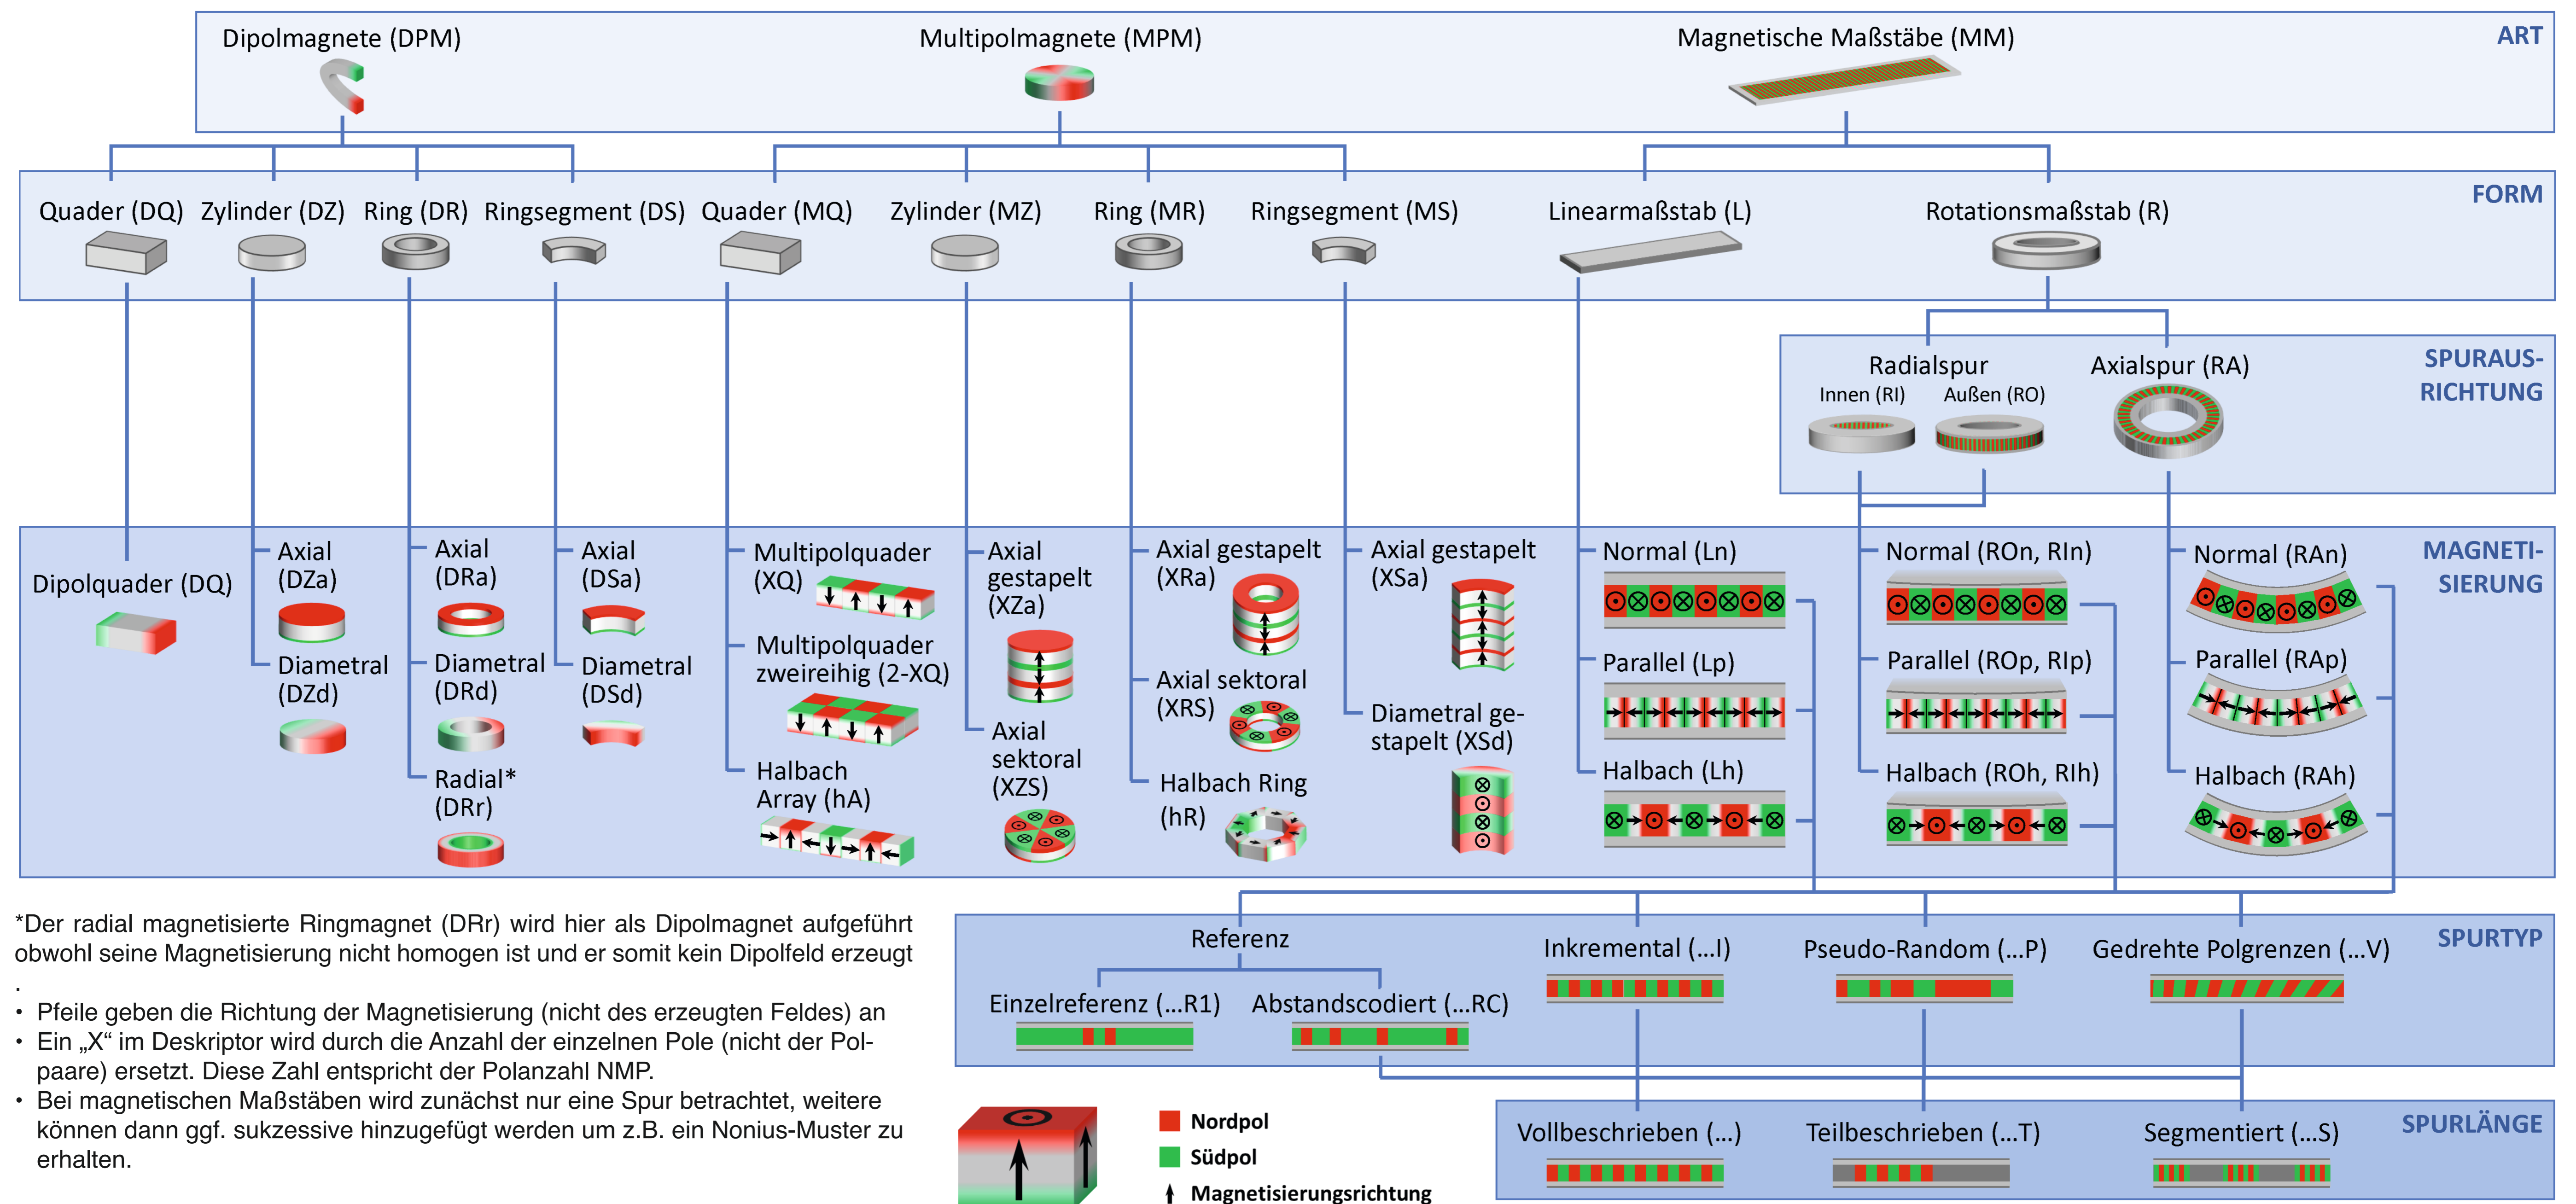 Dipolmagnete (DPM)
Multipolmagnete (MPM)
Magnetische Maßstäbe (MM)
ART
Quader (DQ)
Zylinder (DZ)
Ring (DR)
Ringsegment (DS)
Quader (MQ)
Zylinder (MZ)
Ring (MR)
Ringsegment (MS)
Linearmaßstab (L)
Rotationsmaßstab (R)
FORM
Radialspur
Innen (RI)
Außen (RO)
Axialspur (RA)
SPURAUS-
RICHTUNG
Dipolquader (DQ)
Axial
(DZa)
Diametral
(DZd)
Axial
(DRa)
Diametral
(DRd)
Radial*
(DRr)
Axial
(DSa)
Diametral
(DSd)
Multipolquader
(XQ)
Multipolquader
zweireihig (2-XQ)
Halbach
Array (hA)
Axial
gestapelt
(XZa)
Axial
sektoral
(XZS)
Axial gestapelt
(XRa)
Axial sektoral
(XRS)
Halbach Ring
(hR)
Axial gestapelt
(XSa)
Diametral ge-
stapelt (XSd)
Normal (Ln)
Parallel (Lp)
Halbach (Lh)
Normal (ROn, RIn)
Parallel (ROp, RIp)
Halbach (ROh, RIh)
Normal (RAn)
Parallel (RAp)
Halbach (RAh)
MAGNETI-
SIERUNG
*Der radial magnetisierte Ringmagnet (DRr) wird hier als Dipolmagnet aufgeführt
obwohl seine Magnetisierung nicht homogen ist und er somit kein Dipolfeld erzeugt
.
• Pfeile geben die Richtung der Magnetisierung (nicht des erzeugten Feldes) an
• Ein „X“ im Deskriptor wird durch die Anzahl der einzelnen Pole (nicht der Pol-
paare) ersetzt. Diese Zahl entspricht der Polanzahl NMP.
• Bei magnetischen Maßstäben wird zunächst nur eine Spur betrachtet, weitere
können dann ggf. sukzessive hinzugefügt werden um z.B. ein Nonius-Muster zu
erhalten.
Referenz
Einzelreferenz (...R1)
Abstandscodiert (...RC)
Inkremental (...I)
Pseudo-Random (...P)
Gedrehte Polgrenzen (...V)
SPURTYP
Nordpol
Südpol
Magnetisierungsrichtung
Vollbeschrieben (...)
Teilbeschrieben (...T)
Segmentiert (...S)
SPURLÄNGE